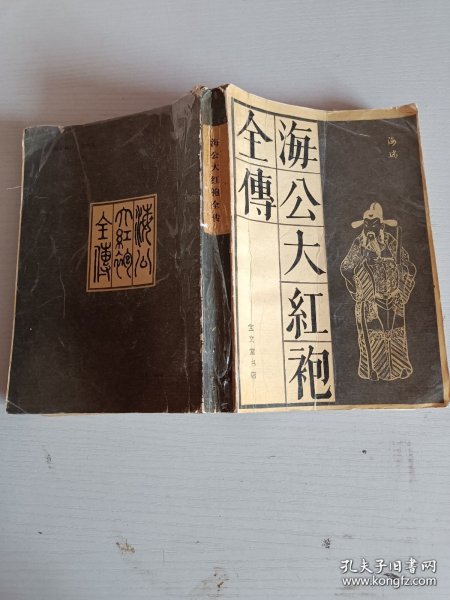 海公大紅袍
全傳
海瑞
宝文堂书店
海公大红袍全传
海公
大紅袍
全傳
孔夫子旧书网
www.kongfz.com